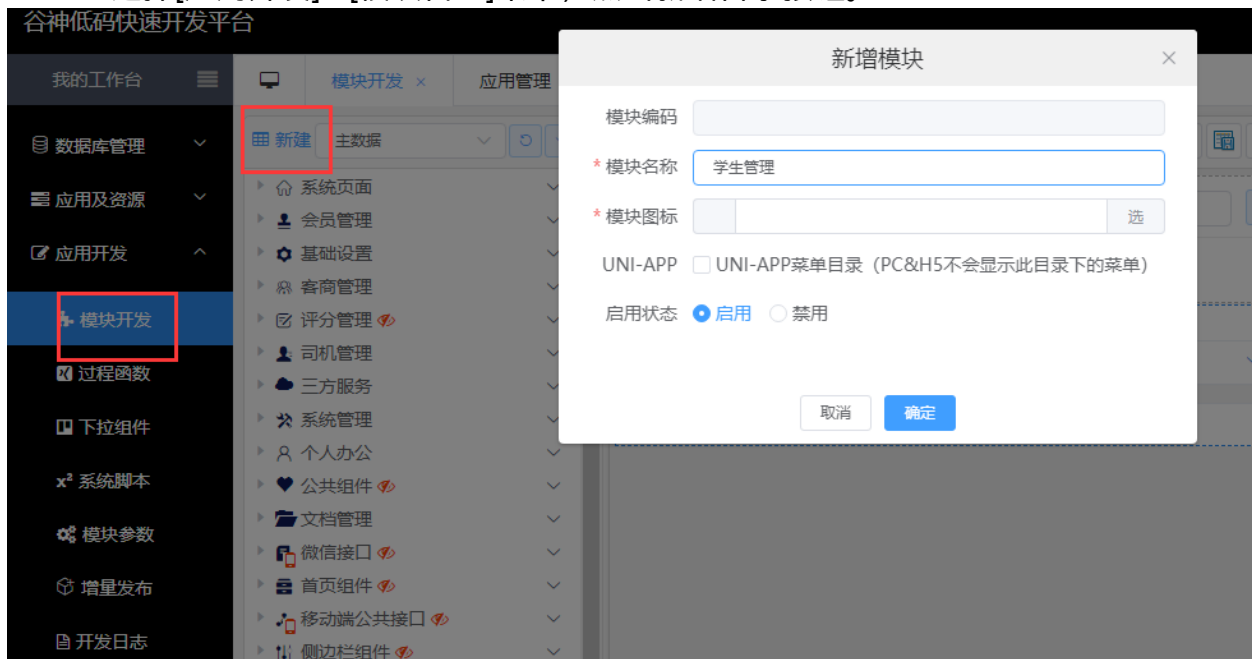 谷神低码快速开发平台
我的工作台
模块开发 ×
应用管理
新增模块
新建
主数据
数据库管理
应用及资源
应用开发
模块开发
过程函数
下拉组件
x² 系统脚本
模块参数
增量发布
开发日志
系统页面
会员管理
基础设置
客商管理
评分管理
司机管理
三方服务
系统管理
个人办公
公共组件
文档管理
微信接口
首页组件
移动端公共接口
侧边栏组件
模块编码
* 模块名称 学生管理
* 模块图标 选
UNI-APP UNI-APP菜单目录（PC&H5不会显示此目录下的菜单）
启用状态 启用 禁用
取消 确定